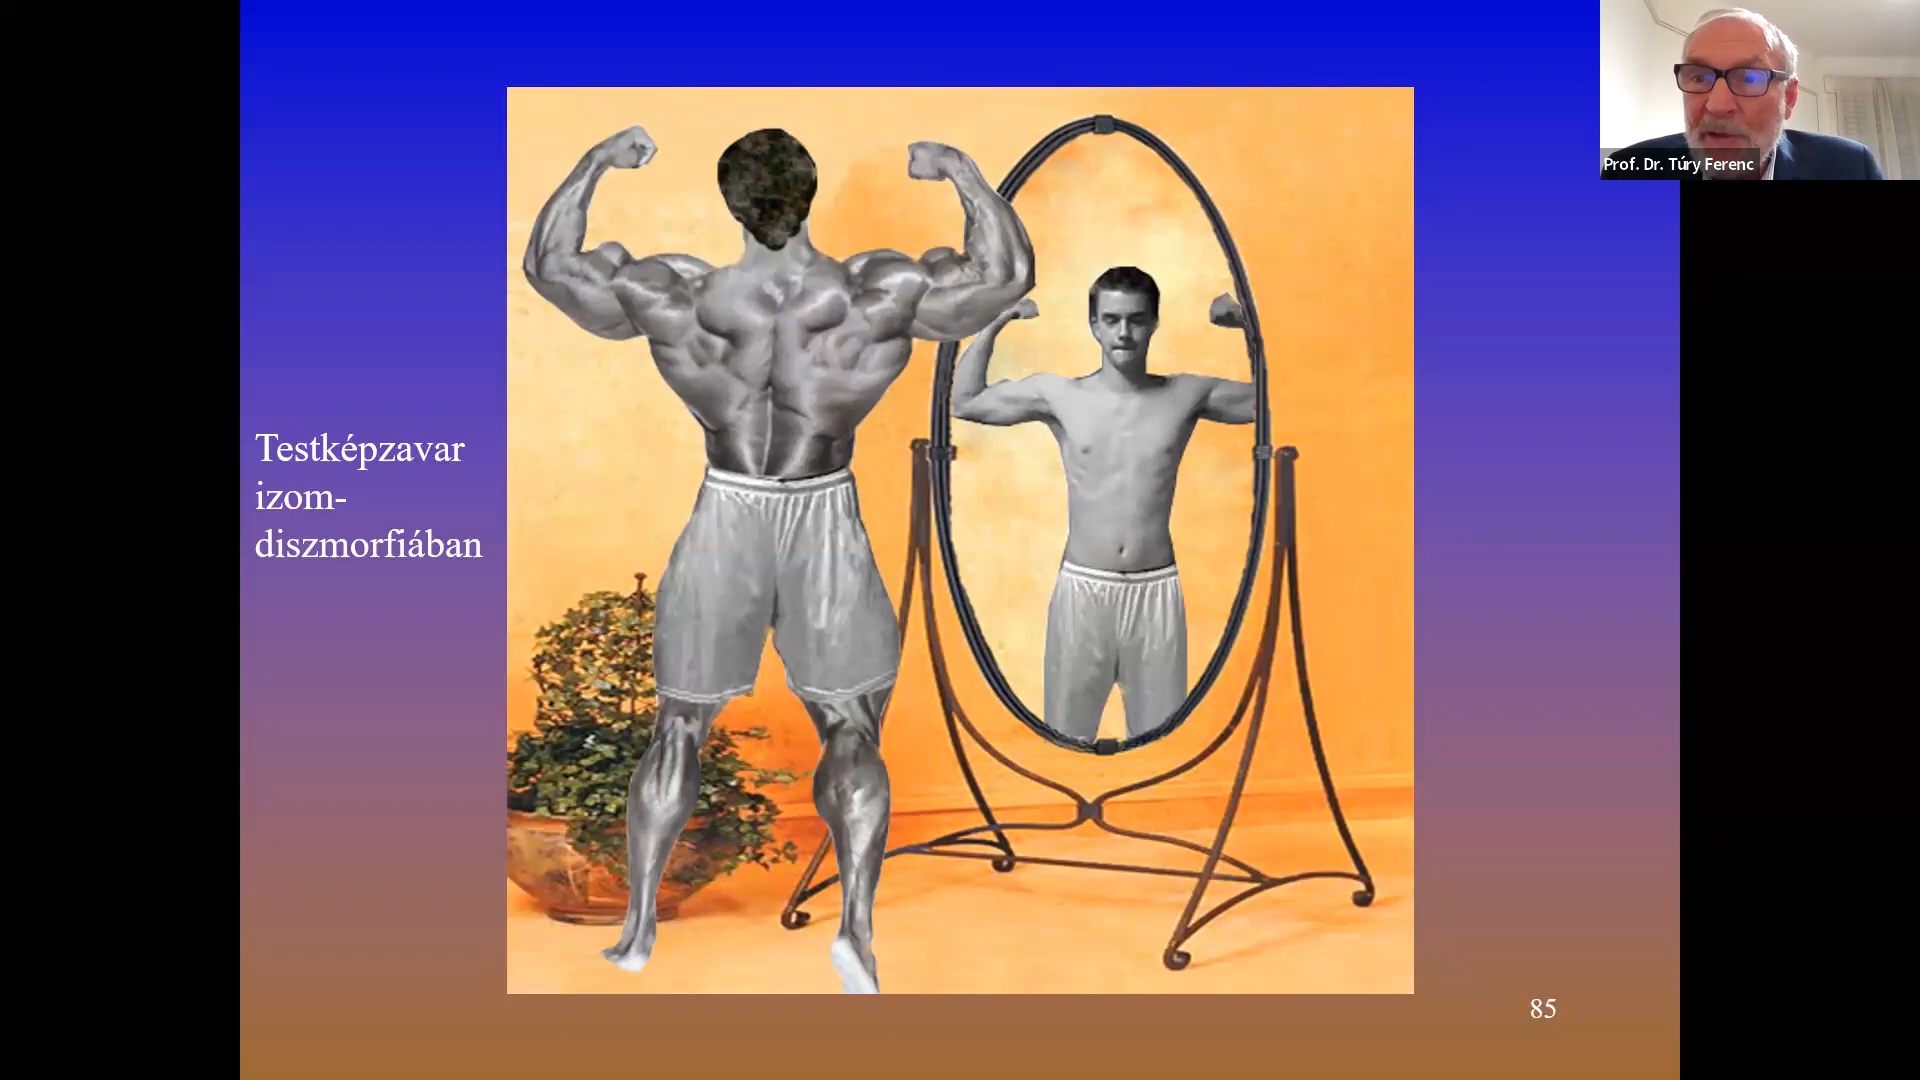 Prof. Dr. Túry Ferenc
Testképzavar
izom-
diszmorfiában
85